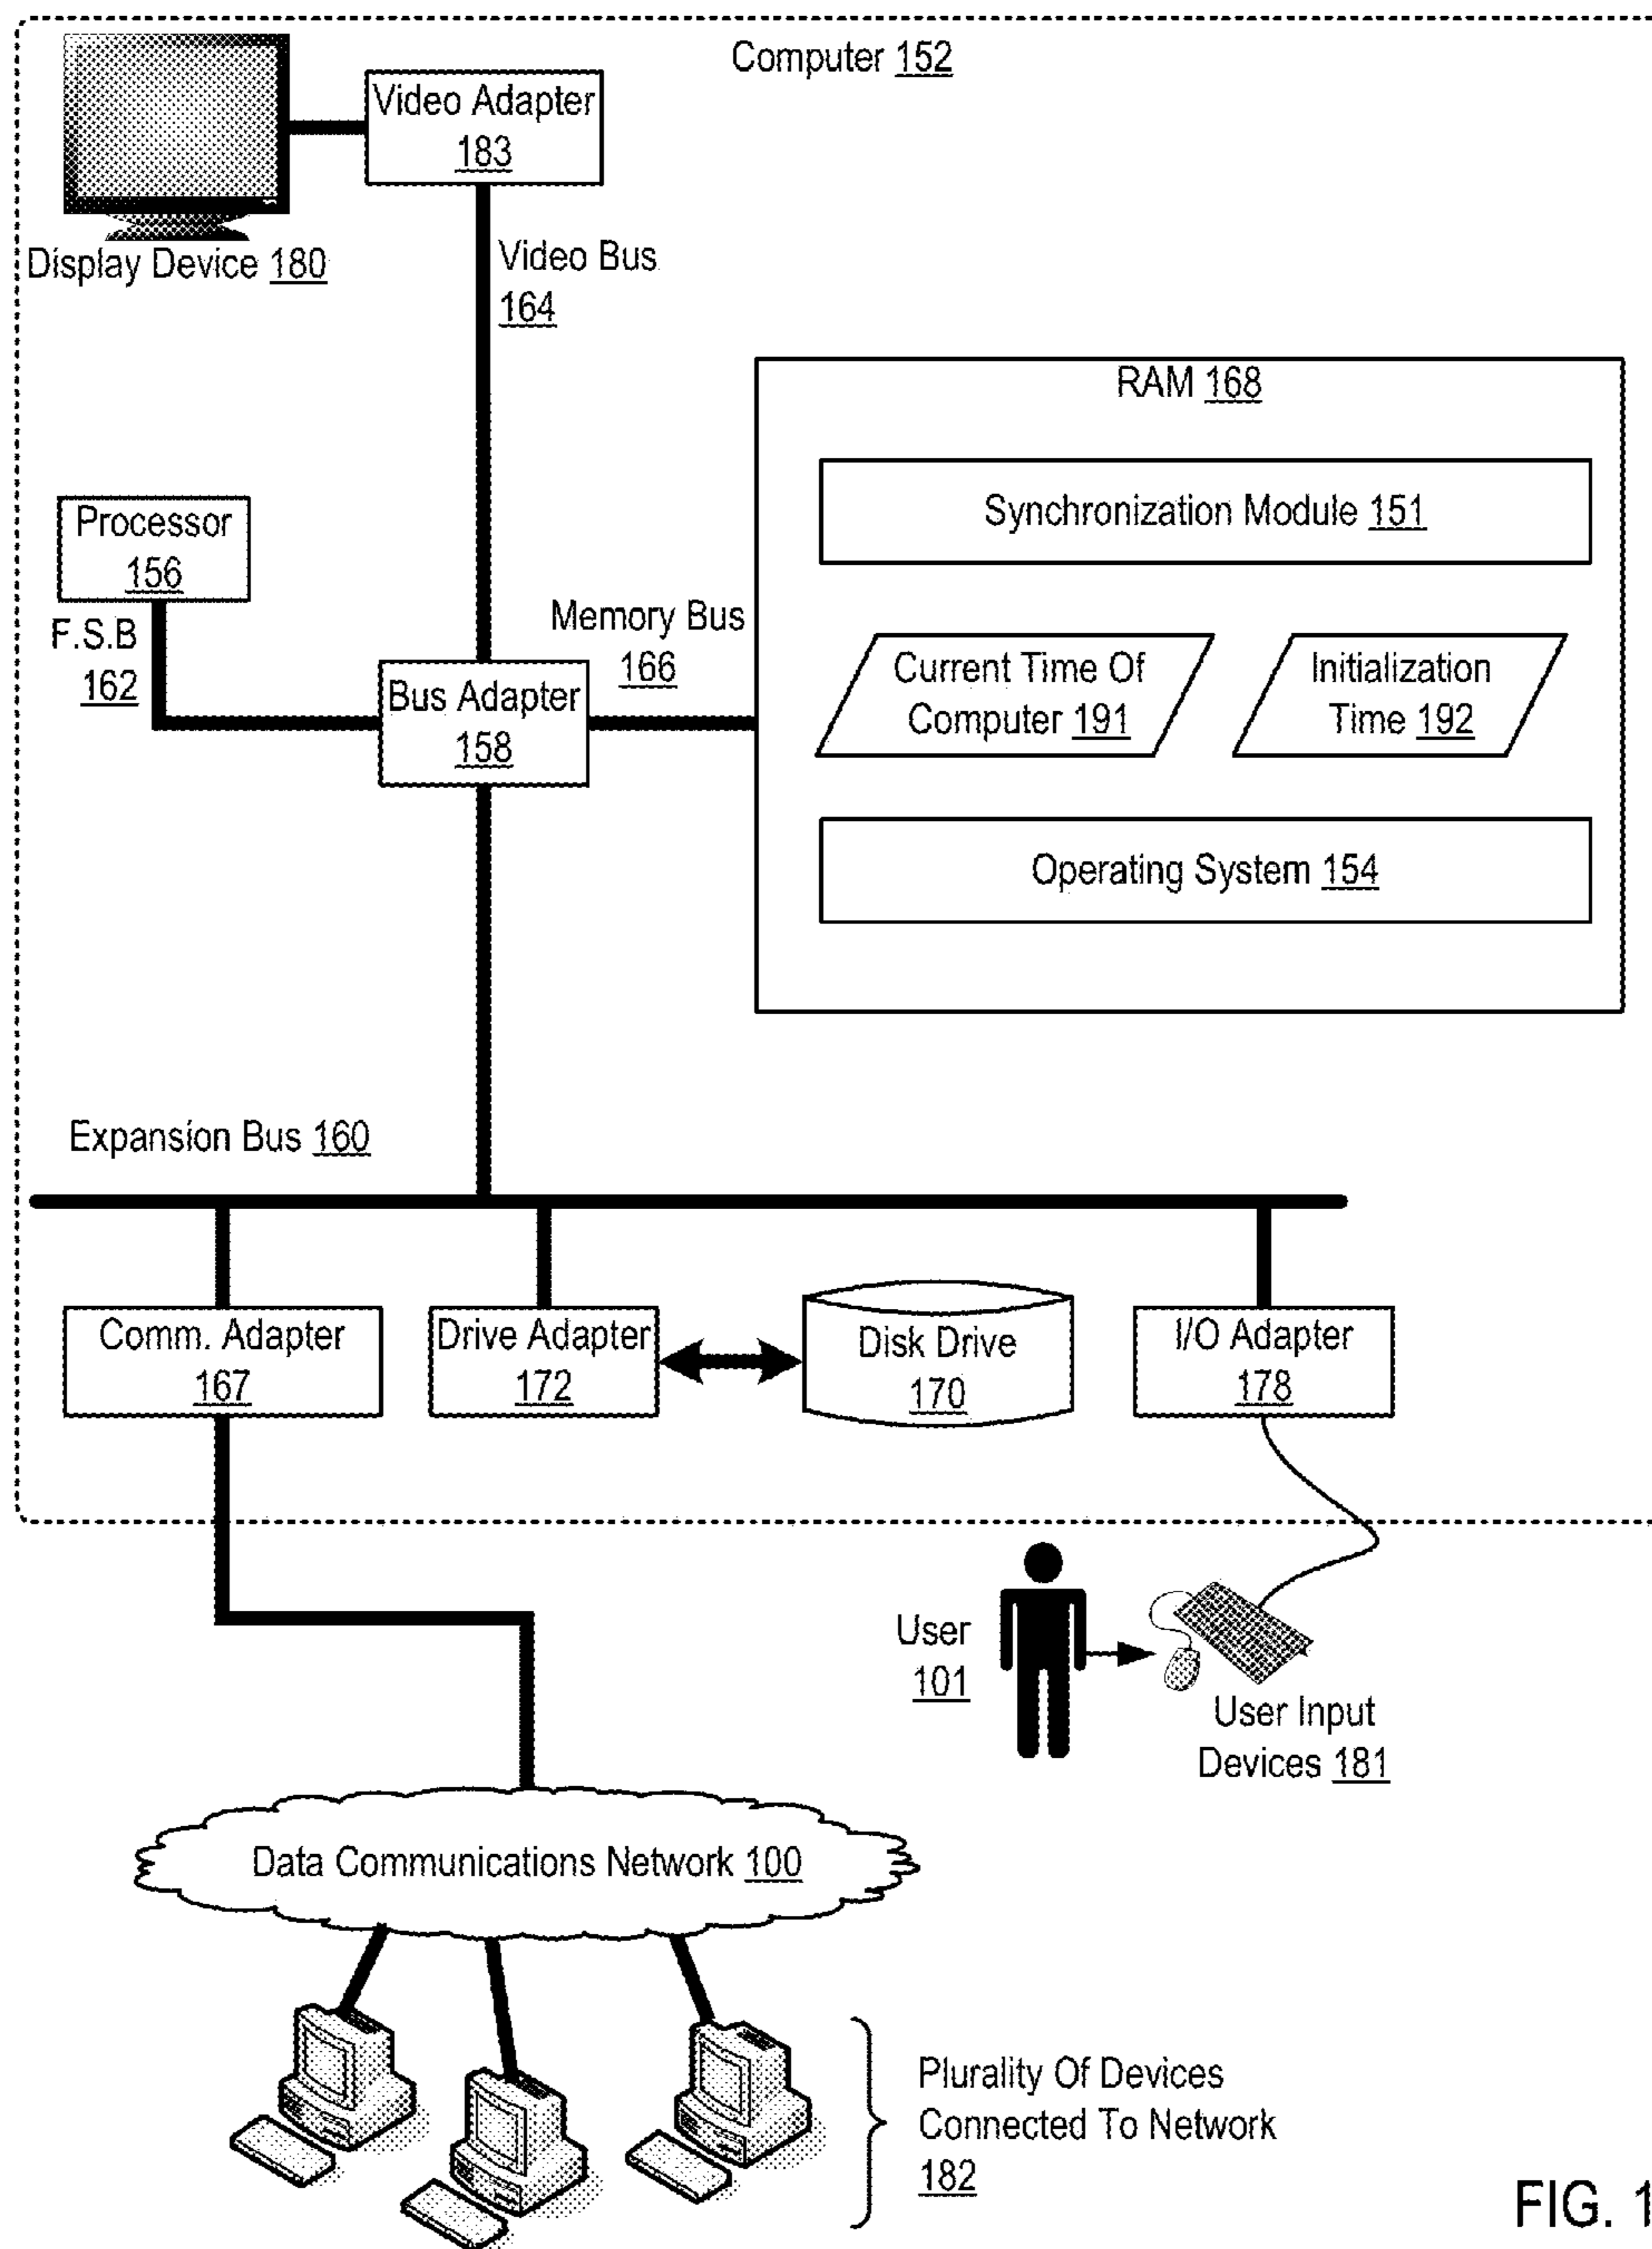 Computer 152
Video Adapter
183
Display Device 180
Video Bus
164
RAM 168
Synchronization Module 151
Processor
156
F.S.B
162
Memory Bus
166
Bus Adapter
158
Current Time Of
Computer 191
Initialization
Time 192
Operating System 154
Expansion Bus 160
Comm. Adapter
167
Drive Adapter
172
Disk Drive
170
I/O Adapter
178
User
101
User Input
Devices 181
Data Communications Network 100
Plurality Of Devices
Connected To Network
182
FIG. 1